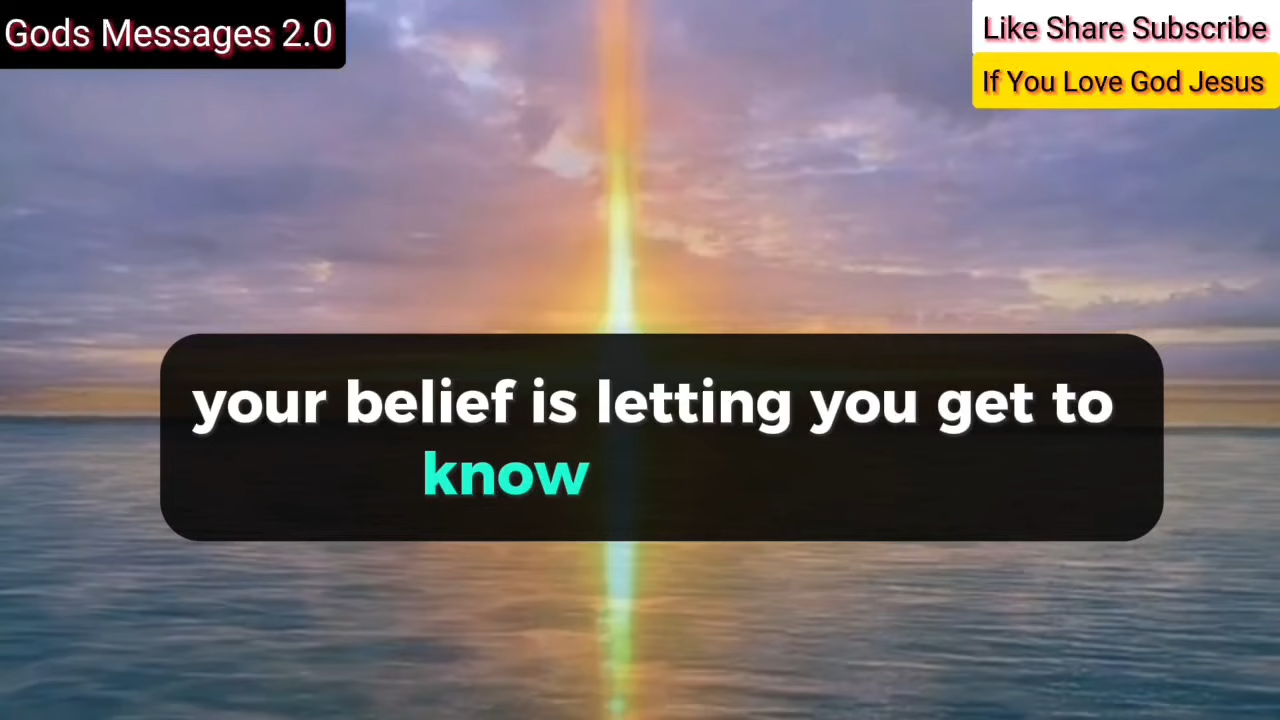 Gods Messages 2.0
Like Share Subscribe
If You Love God Jesus
your belief is letting you get to
know